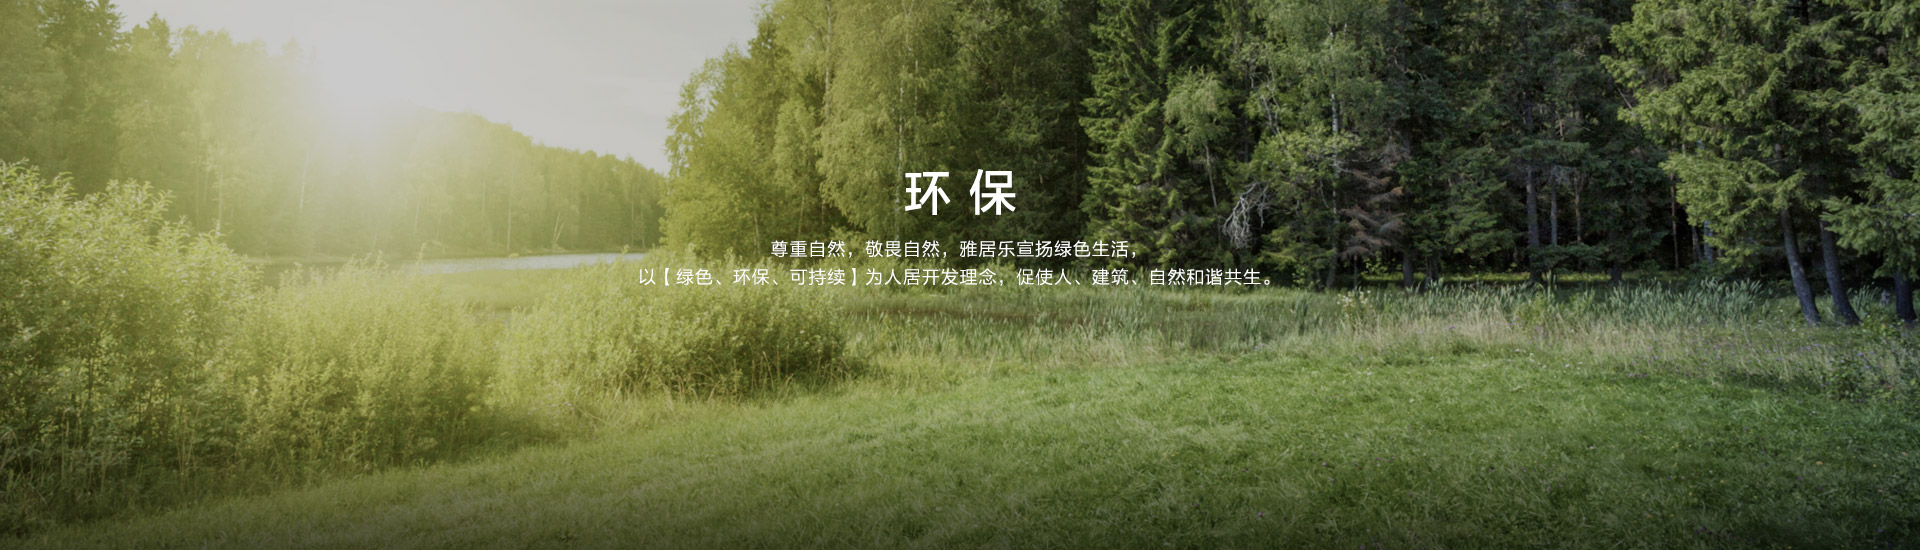 环 保
尊重自然，敬畏自然，雅居乐宣扬绿色生活，
以【绿色、环保、可持续】为人居开发理念，促使人、建筑、自然和谐共生。